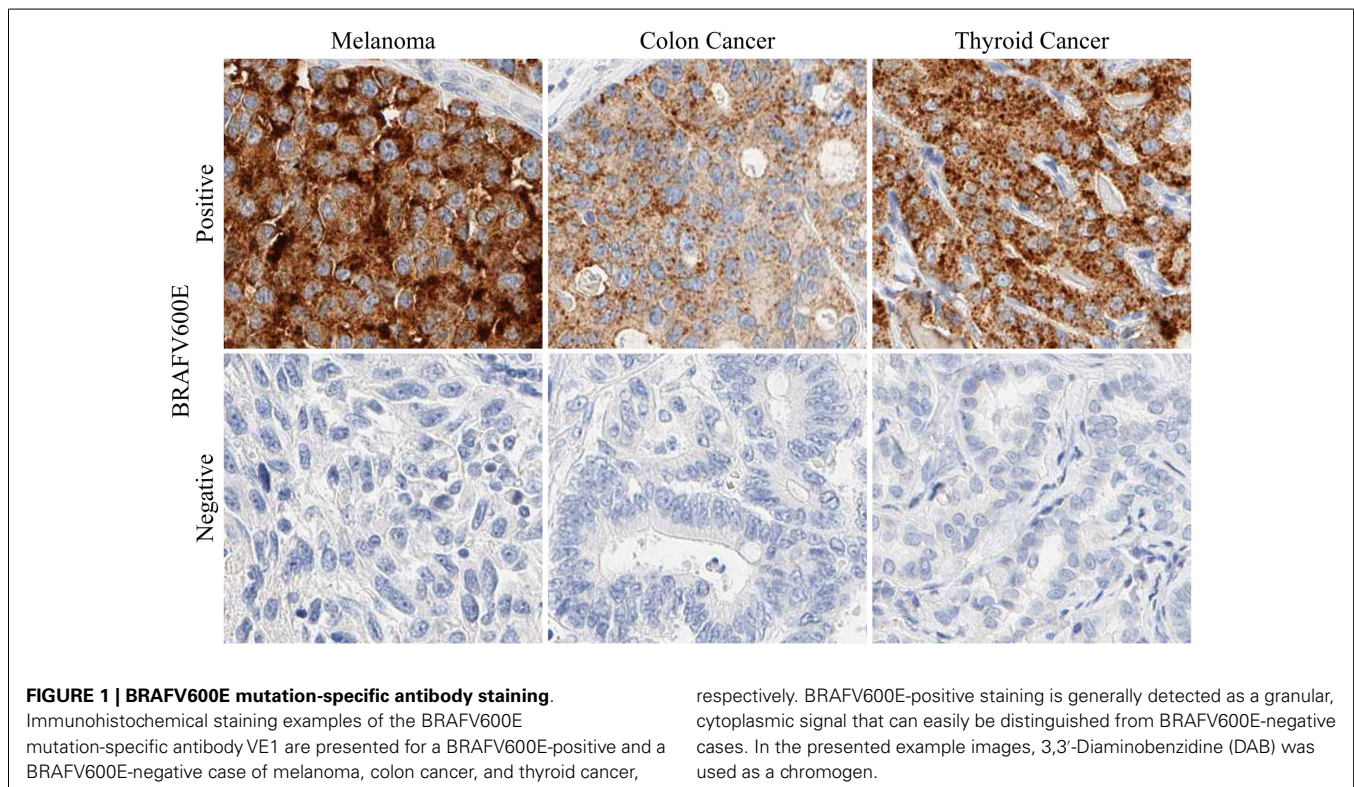 Melanoma
Colon Cancer
Thyroid Cancer
BRAFV600E
Positive
Negative
FIGURE 1 | BRAFV600E mutation-specific antibody staining.
Immunohistochemical staining examples of the BRAFV600E
mutation-specific antibody VE1 are presented for a BRAFV600E-positive and a
BRAFV600E-negative case of melanoma, colon cancer, and thyroid cancer,
respectively. BRAFV600E-positive staining is generally detected as a granular,
cytoplasmic signal that can easily be distinguished from BRAFV600E-negative
cases. In the presented example images, 3,3′-Diaminobenzidine (DAB) was
used as a chromogen.